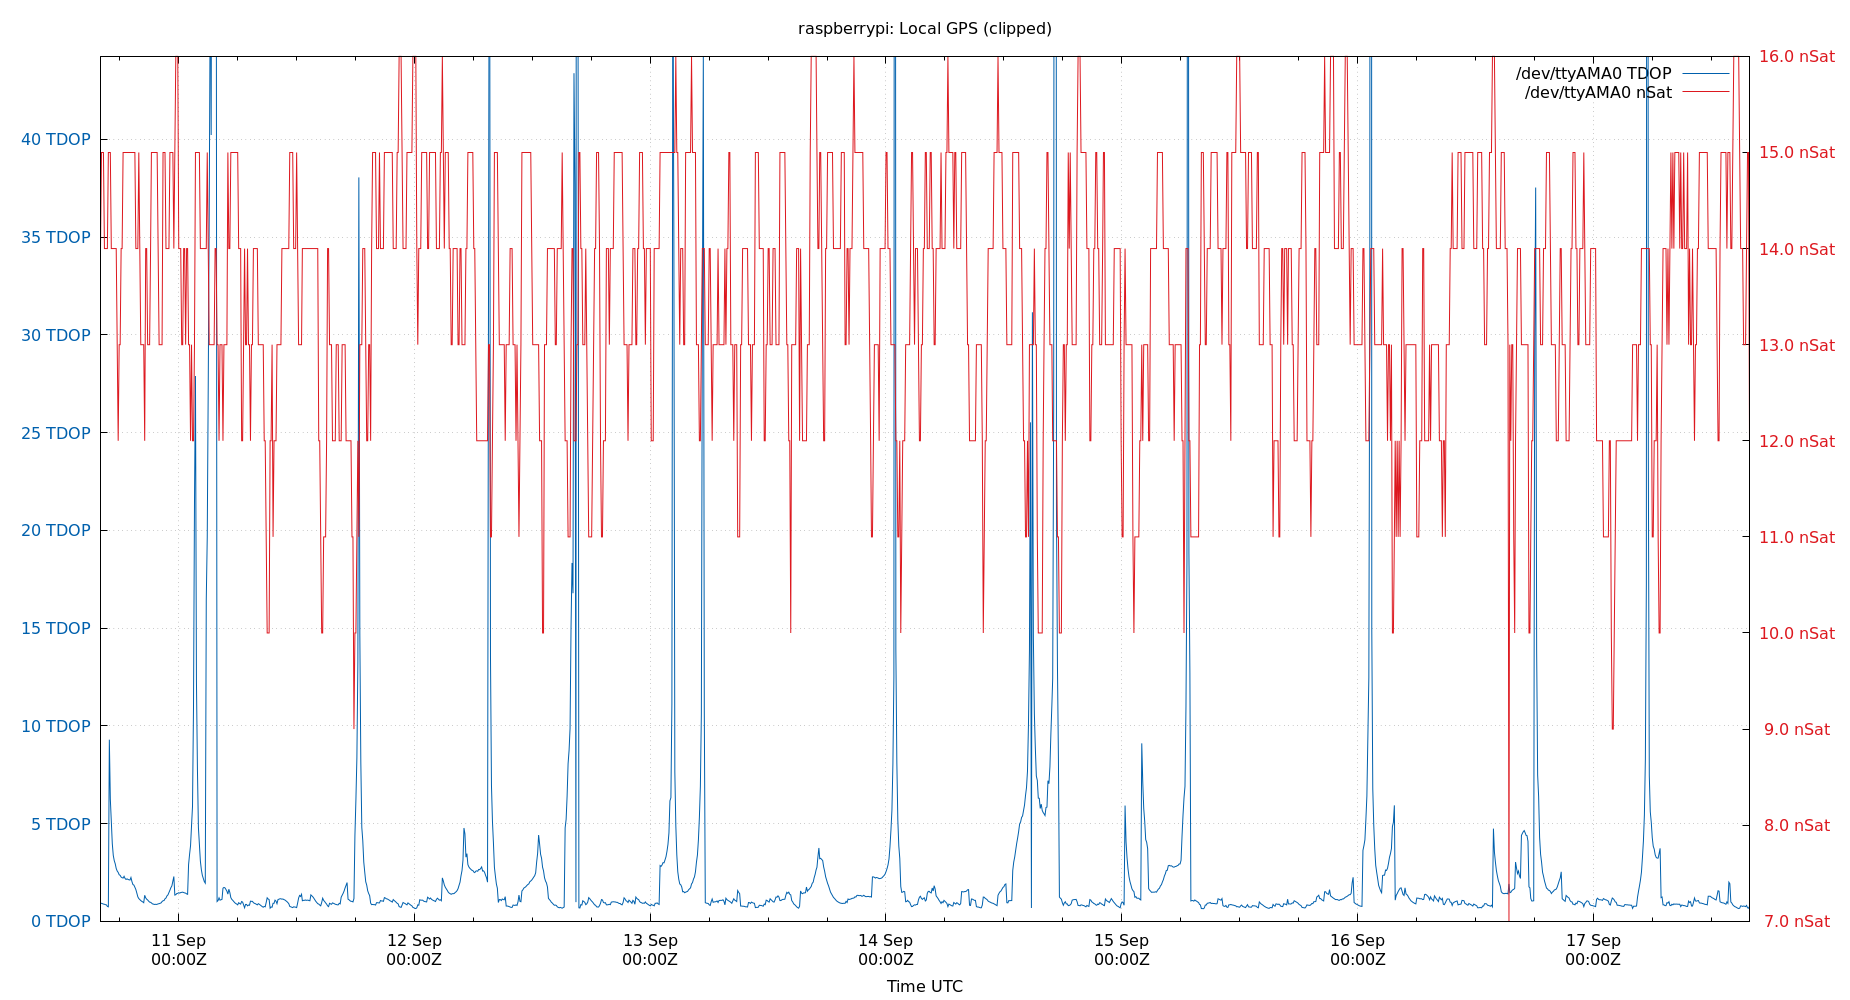 raspberrypi: Local GPS (clipped)
/dev/ttyAMA0 TDOP
/dev/ttyAMA0 nSat
40 TDOP
35 TDOP
30 TDOP
25 TDOP
20 TDOP
15 TDOP
10 TDOP
5 TDOP
0 TDOP
16.0 nSat
15.0 nSat
14.0 nSat
13.0 nSat
12.0 nSat
11.0 nSat
10.0 nSat
9.0 nSat
8.0 nSat
7.0 nSat
11 Sep
00:00Z
12 Sep
00:00Z
13 Sep
00:00Z
14 Sep
00:00Z
15 Sep
00:00Z
16 Sep
00:00Z
17 Sep
00:00Z
Time UTC